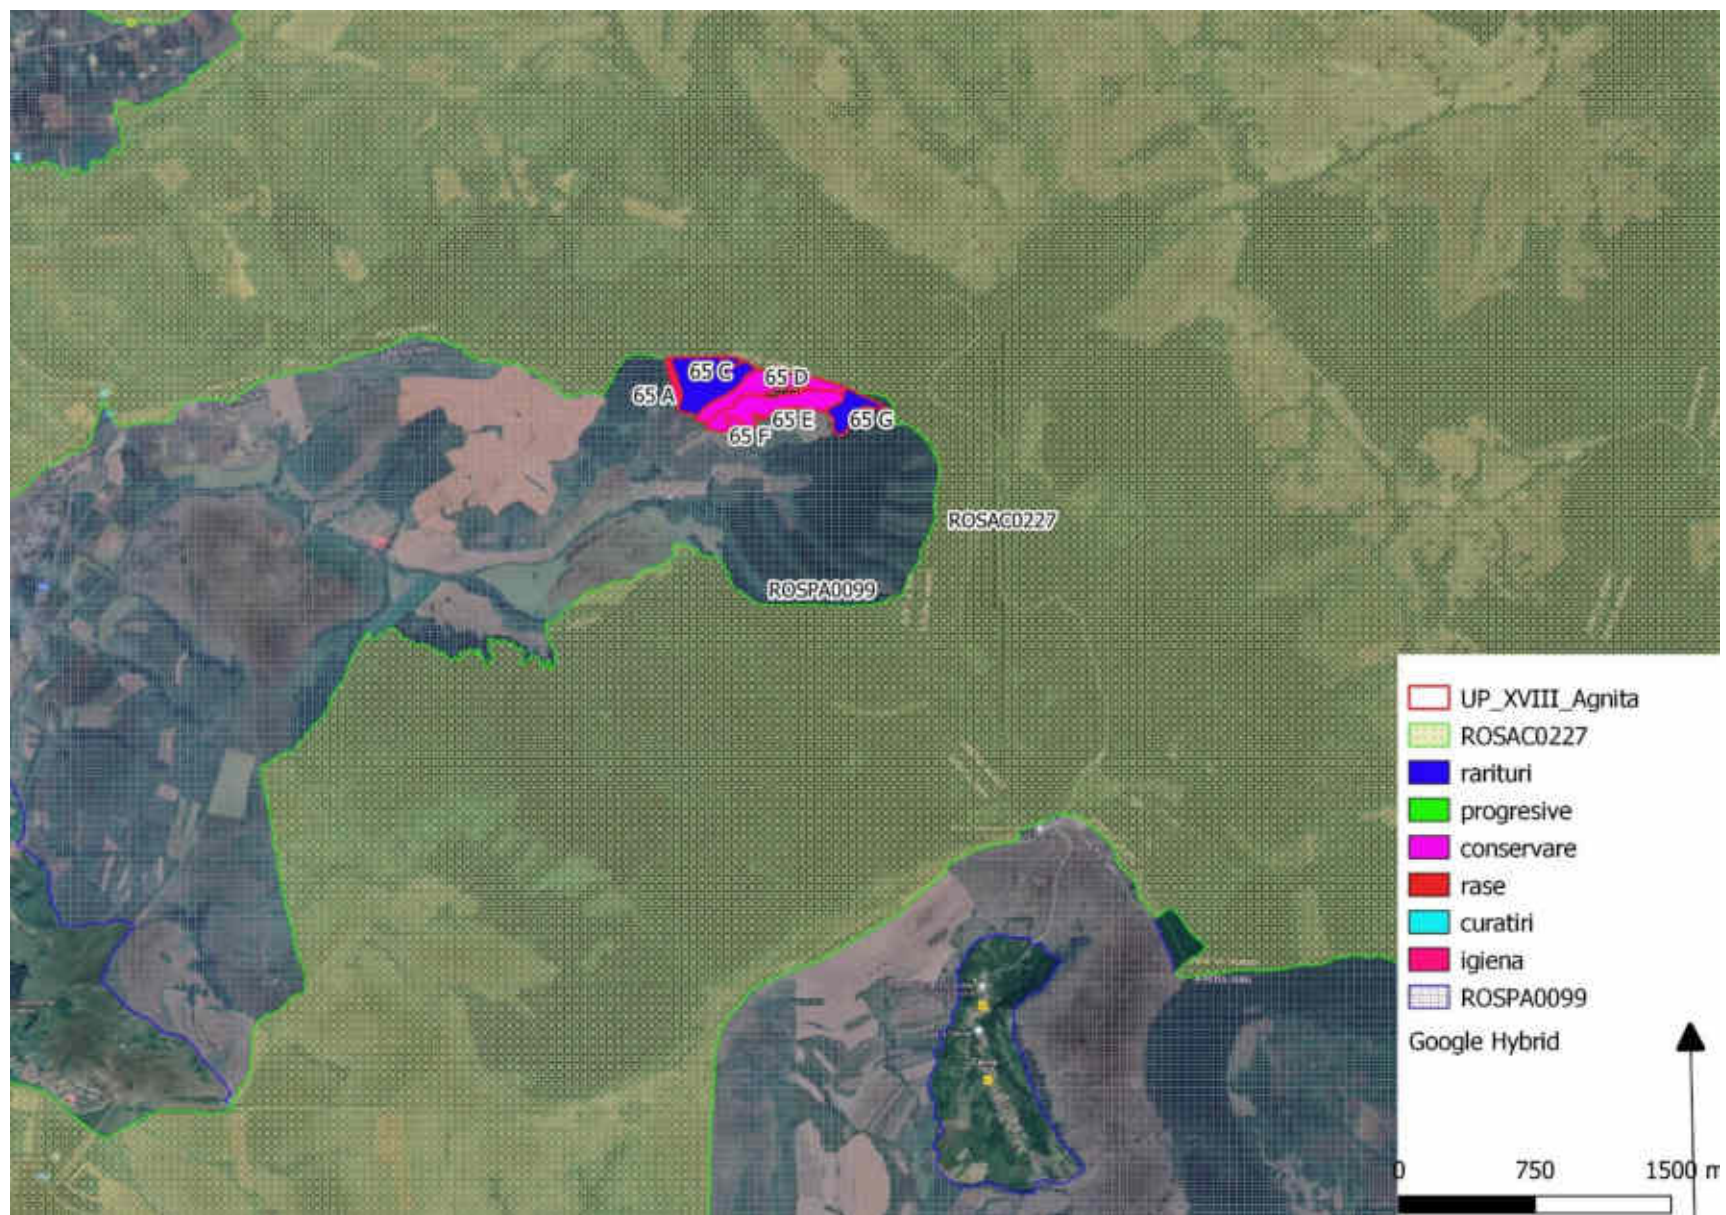 65 C
65 D
65 A
65 E
65 G
65 F
ROSAC0227
ROSPA0099
UP_XVIII_Agnita
ROSAC0227
rarituri
progresive
conservare
rase
curatiri
igiena
ROSPA0099
Google Hybrid
0 750 1500 m